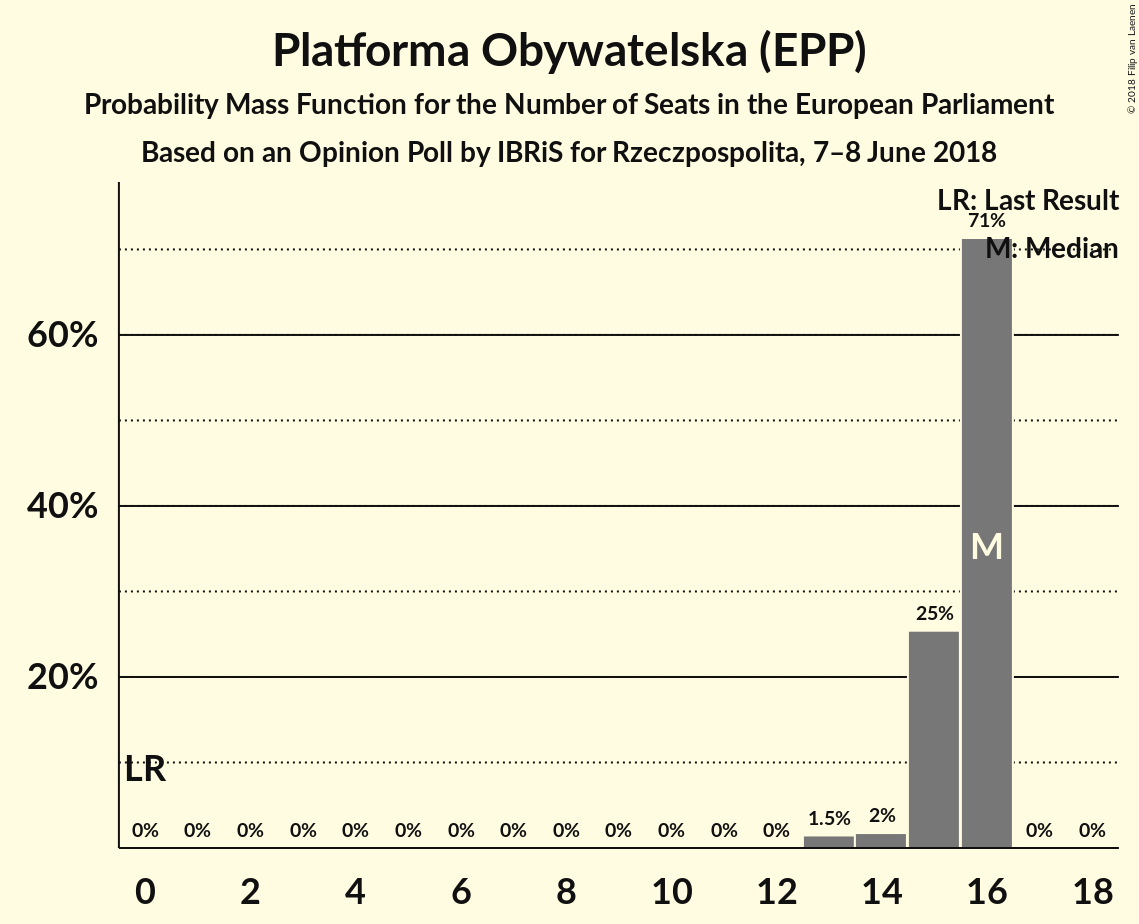 © 2018 Filip van Laenen
Platforma Obywatelska (EPP)
Probability Mass Function for the Number of Seats in the European Parliament
Based on an Opinion Poll by IBRiS for Rzeczpospolita, 7–8 June 2018
LR: Last Result
71%
M: Median
60%
40%
M
25%
20%
LR
0% 0% 0% 0% 0% 0% 0% 0% 0% 0% 0% 0% 0% 1.5% 2% 0% 0%
0 2 4 6 8 10 12 14 16 18